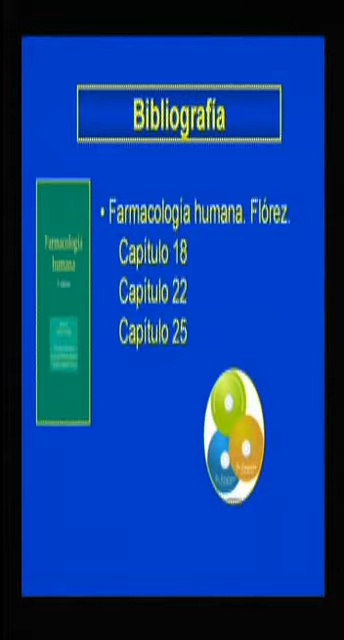 Bibliografía
• Farmacología humana. Flórez.
Capítulo 18
Capítulo 22
Capítulo 25
Farmacología
humana